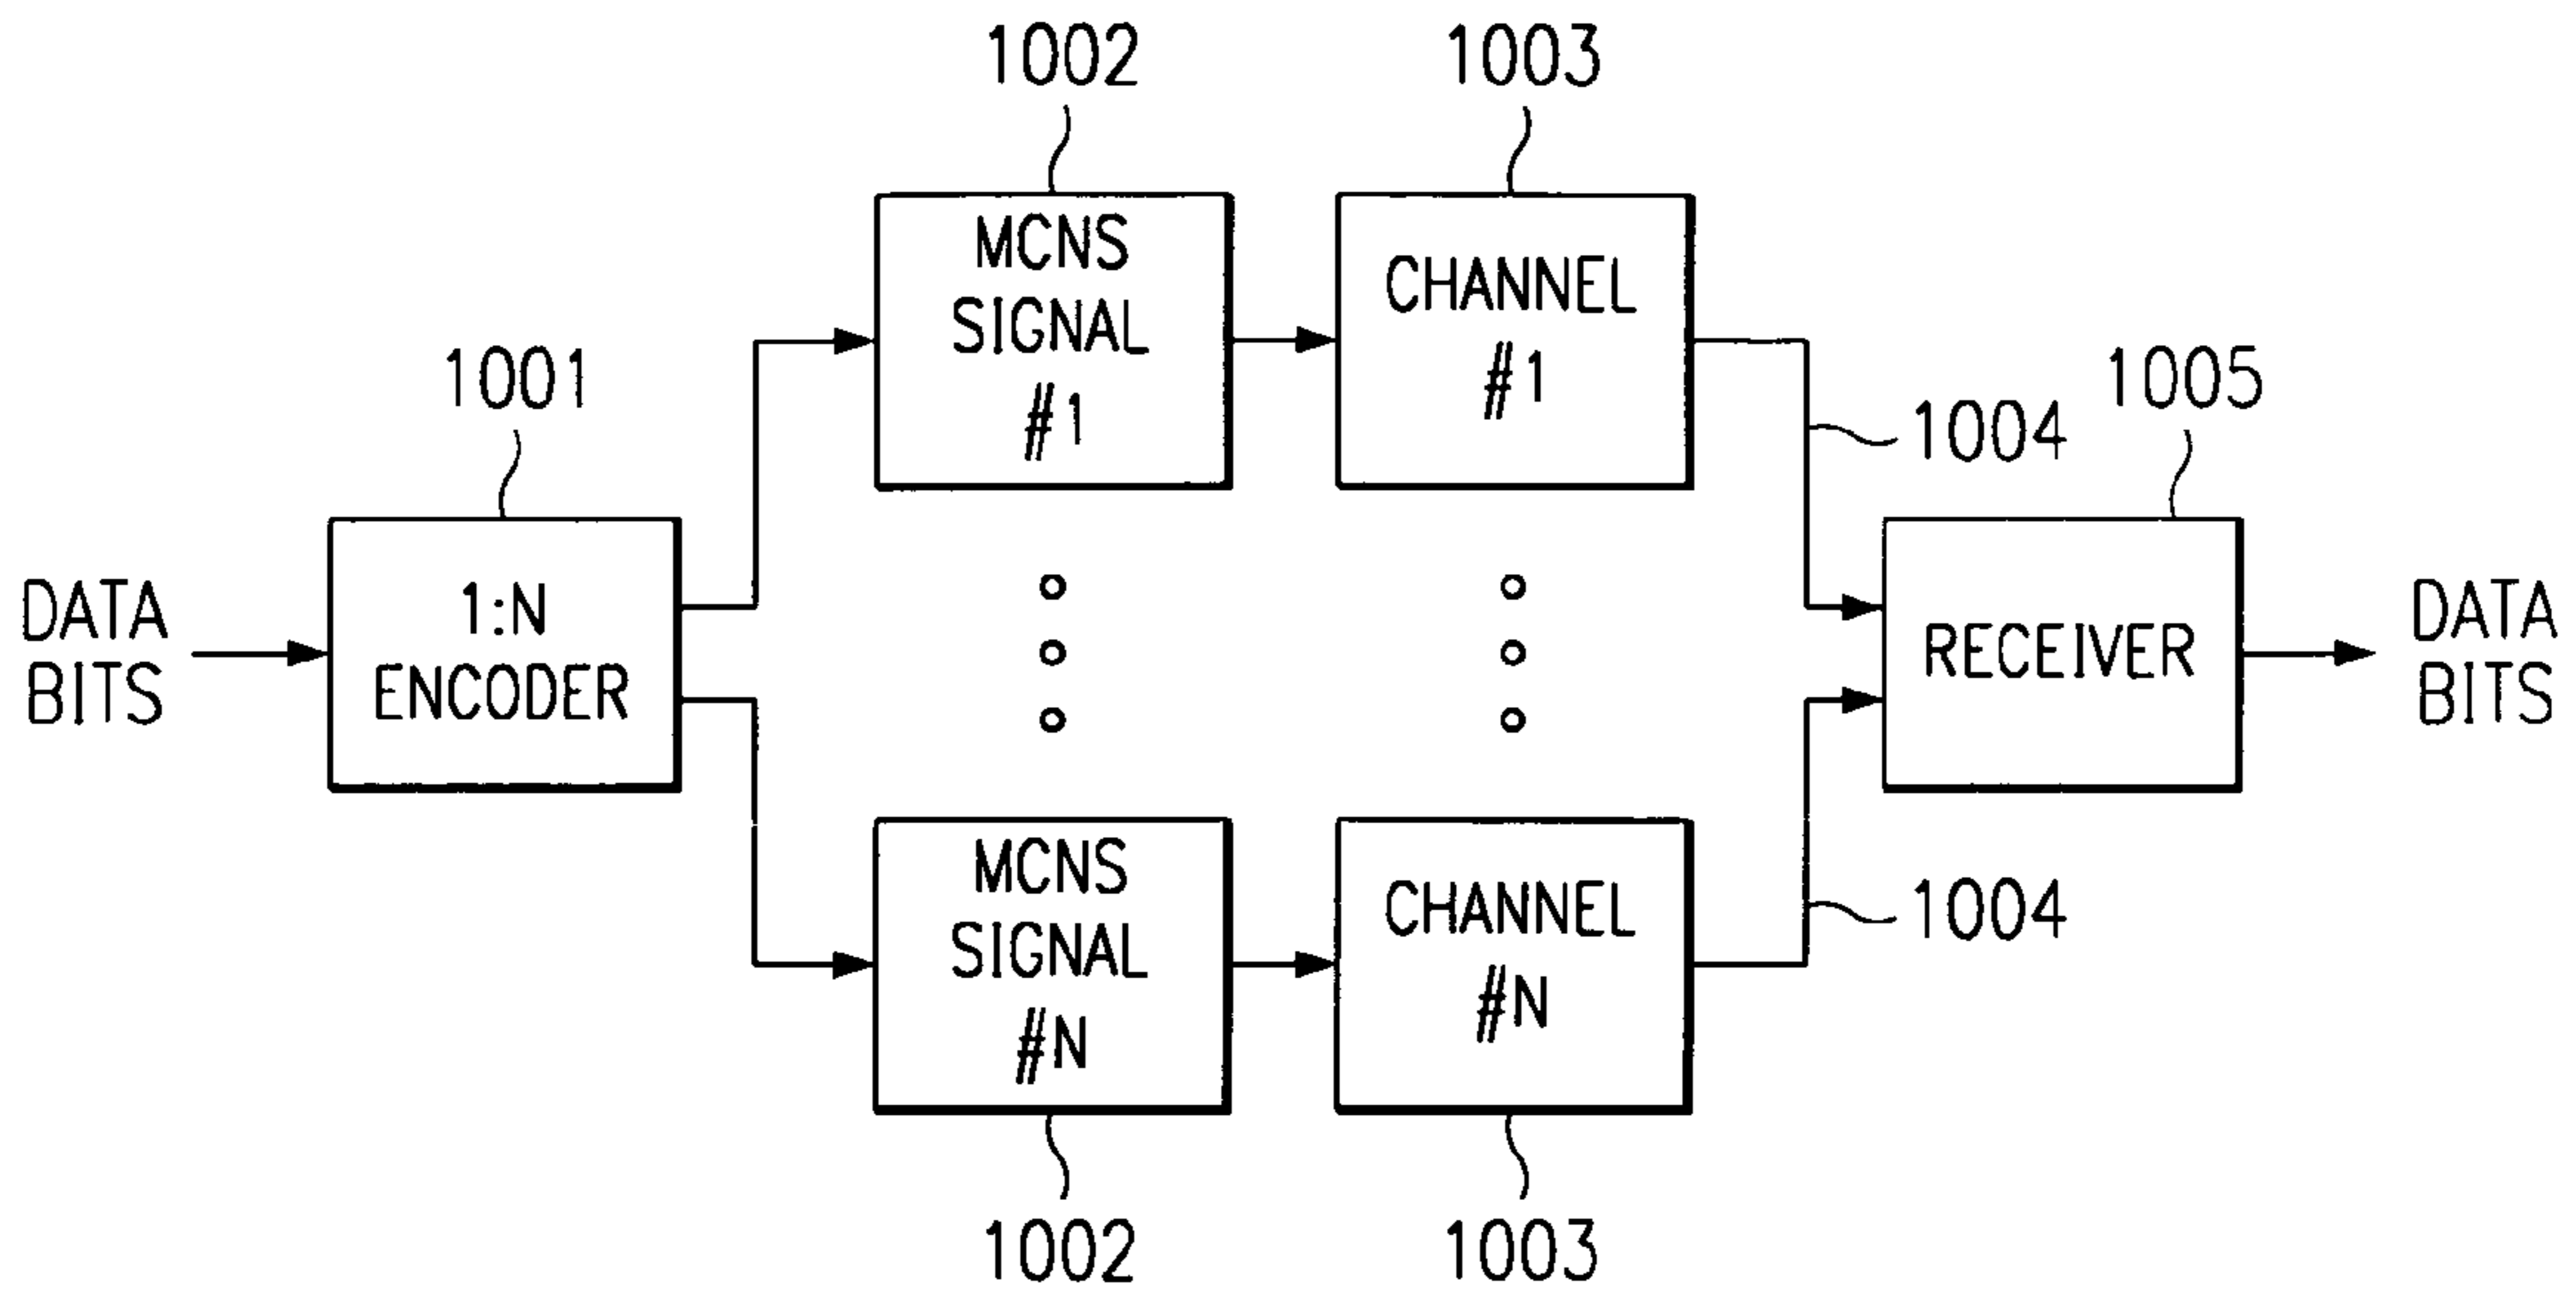 1002
1003
MCNS
SIGNAL
#1
CHANNEL
#1
1001
1004
1005
DATA
BITS
1:N
ENCODER
RECEIVER
DATA
BITS
MCNS
SIGNAL
#N
CHANNEL
#N
1004
1002
1003